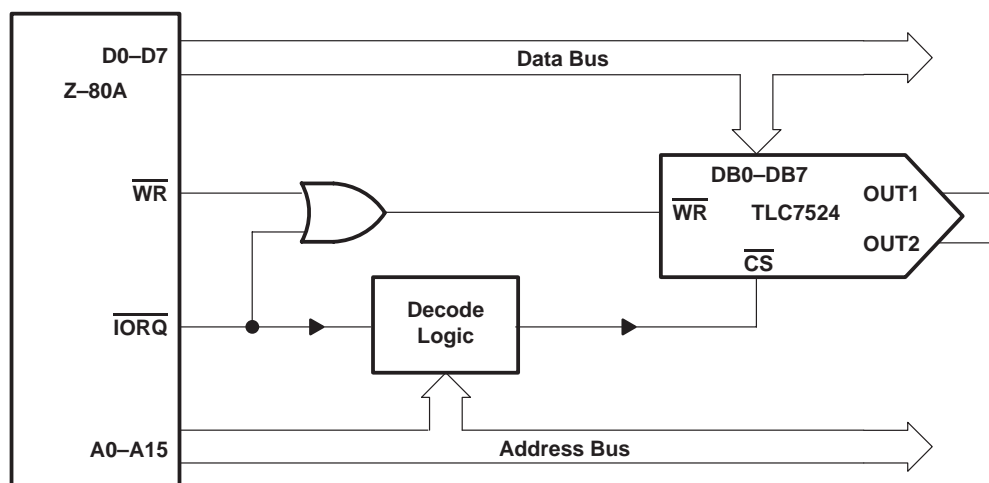 D0–D7
Data Bus
Z–80A
DB0–DB7
WR
WR
TLC7524
OUT1
OUT2
CS
IORQ
Decode
Logic
A0–A15
Address Bus